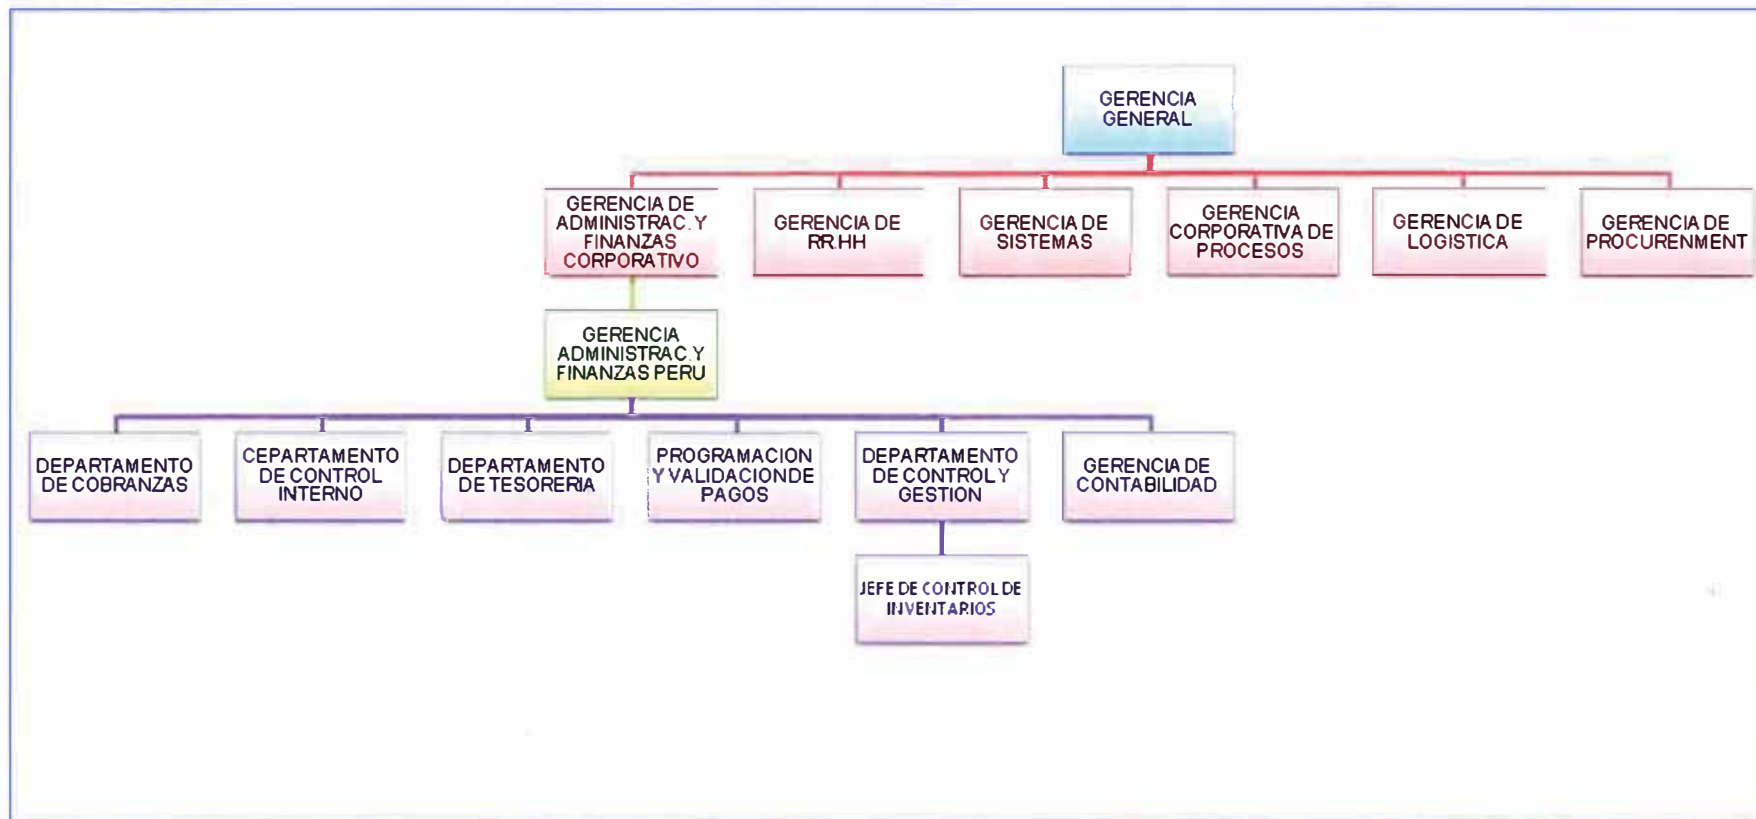 GERENCIA
GENERAL
GERENCIA DE
ADMINISTRAC. Y
FINANZAS
CORPORATIVO
GERENCIA DE
RR.HH
GERENCIA DE
SISTEMAS
GERENCIA
CORPORATIVA DE
PROCESOS
GERENCIA DE
LOGISTICA
GERENCIA DE
PROCURENMENT
GERENCIA
ADMINISTRAC. Y
FINANZAS PERU
DEPARTAMENTO
DE COBRANZAS
CEPARTAMENTO
DE CONTROL
INTERNO
DEPARTAMENTO
DE TESORERIA
PROGRAMACION
Y VALIDACION DE
PAGOS
DEPARTAMENTO
DE CONTROL Y
GESTION
GERENCIA DE
CONTABILIDAD
JEFE DE CONTROL DE
INVENTARIOS